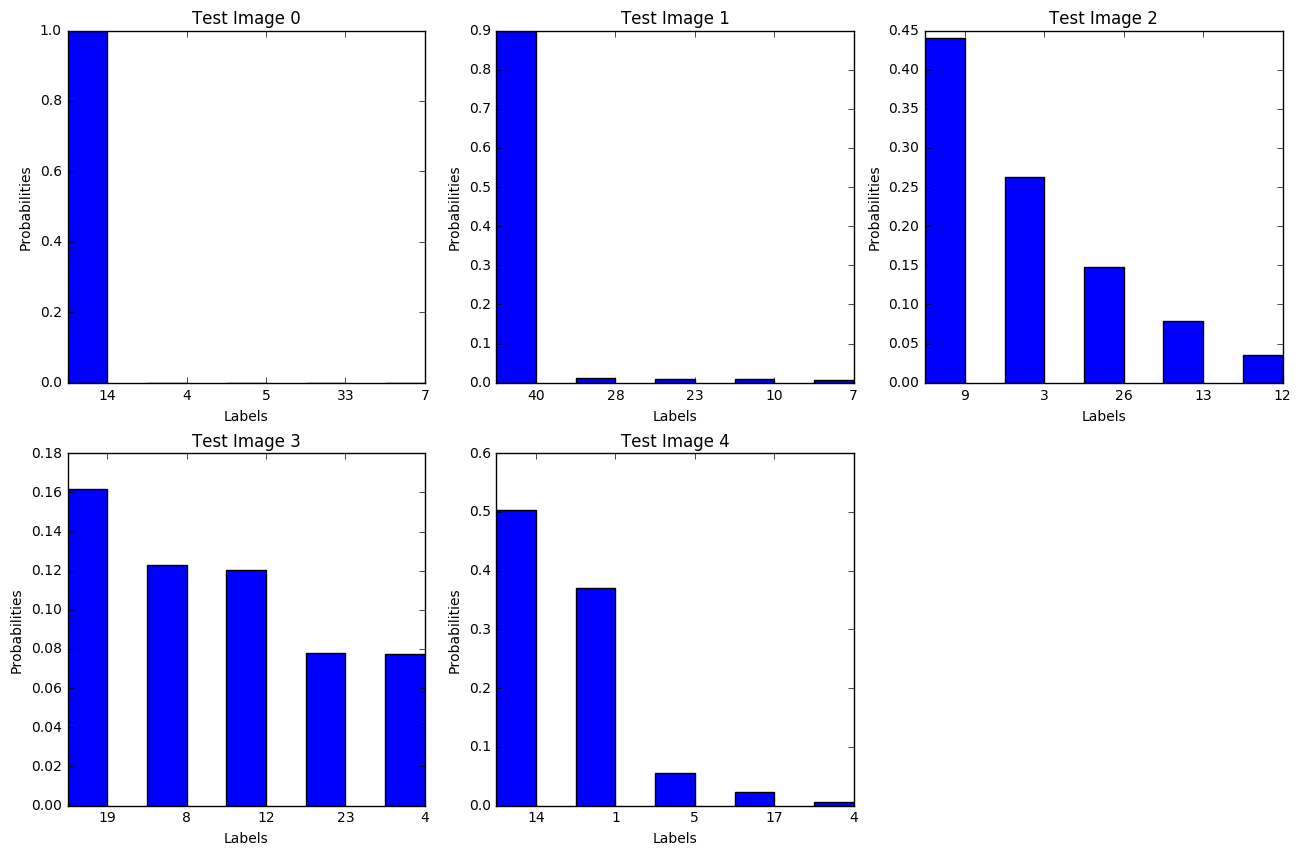 Test Image 0
1.0
0.8
0.6
0.4
0.2
0.0
Probabilities
14 4 5 33 7
Labels
Test Image 1
0.9
0.8
0.7
0.6
0.5
0.4
0.3
0.2
0.1
0.0
Probabilities
40 28 23 10 7
Labels
Test Image 2
0.45
0.40
0.35
0.30
0.25
0.20
0.15
0.10
0.05
0.00
Probabilities
9 3 26 13 12
Labels
Test Image 3
0.18
0.16
0.14
0.12
0.10
0.08
0.06
0.04
0.02
0.00
Probabilities
19 8 12 23 4
Labels
Test Image 4
0.6
0.5
0.4
0.3
0.2
0.1
0.0
Probabilities
14 1 5 17 4
Labels